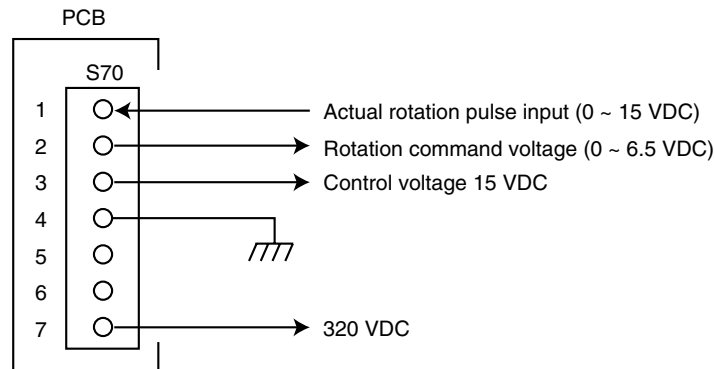 PCB
S70
1 Actual rotation pulse input (0 ~ 15 VDC)
2 Rotation command voltage (0 ~ 6.5 VDC)
3 Control voltage 15 VDC
4
5
6
7 320 VDC